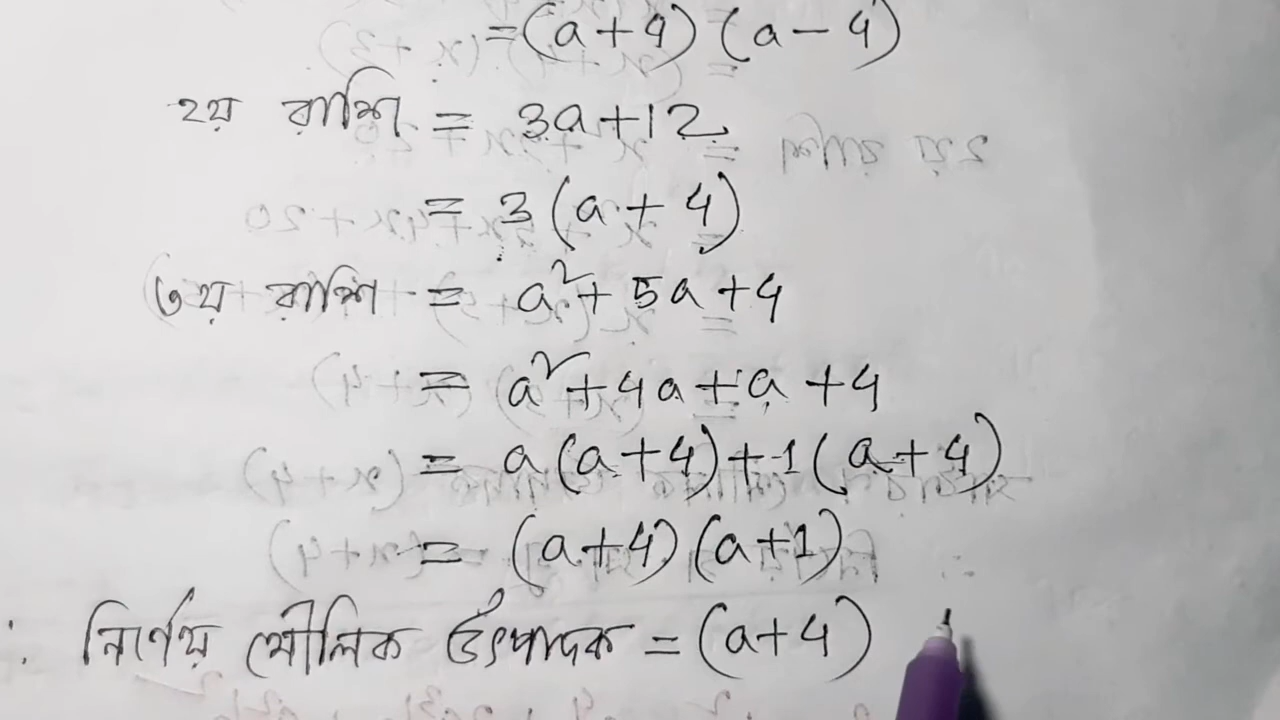 =(a+4)(a-4)
২য় রাশি = 3a+12
= 3(a+4)
৩য় রাশি = a²+5a+4
= a²+4a+a+4
= a(a+4)+1(a+4)
= (a+4)(a+1)
∴ নির্ণেয় মৌলিক উৎপাদক = (a+4)